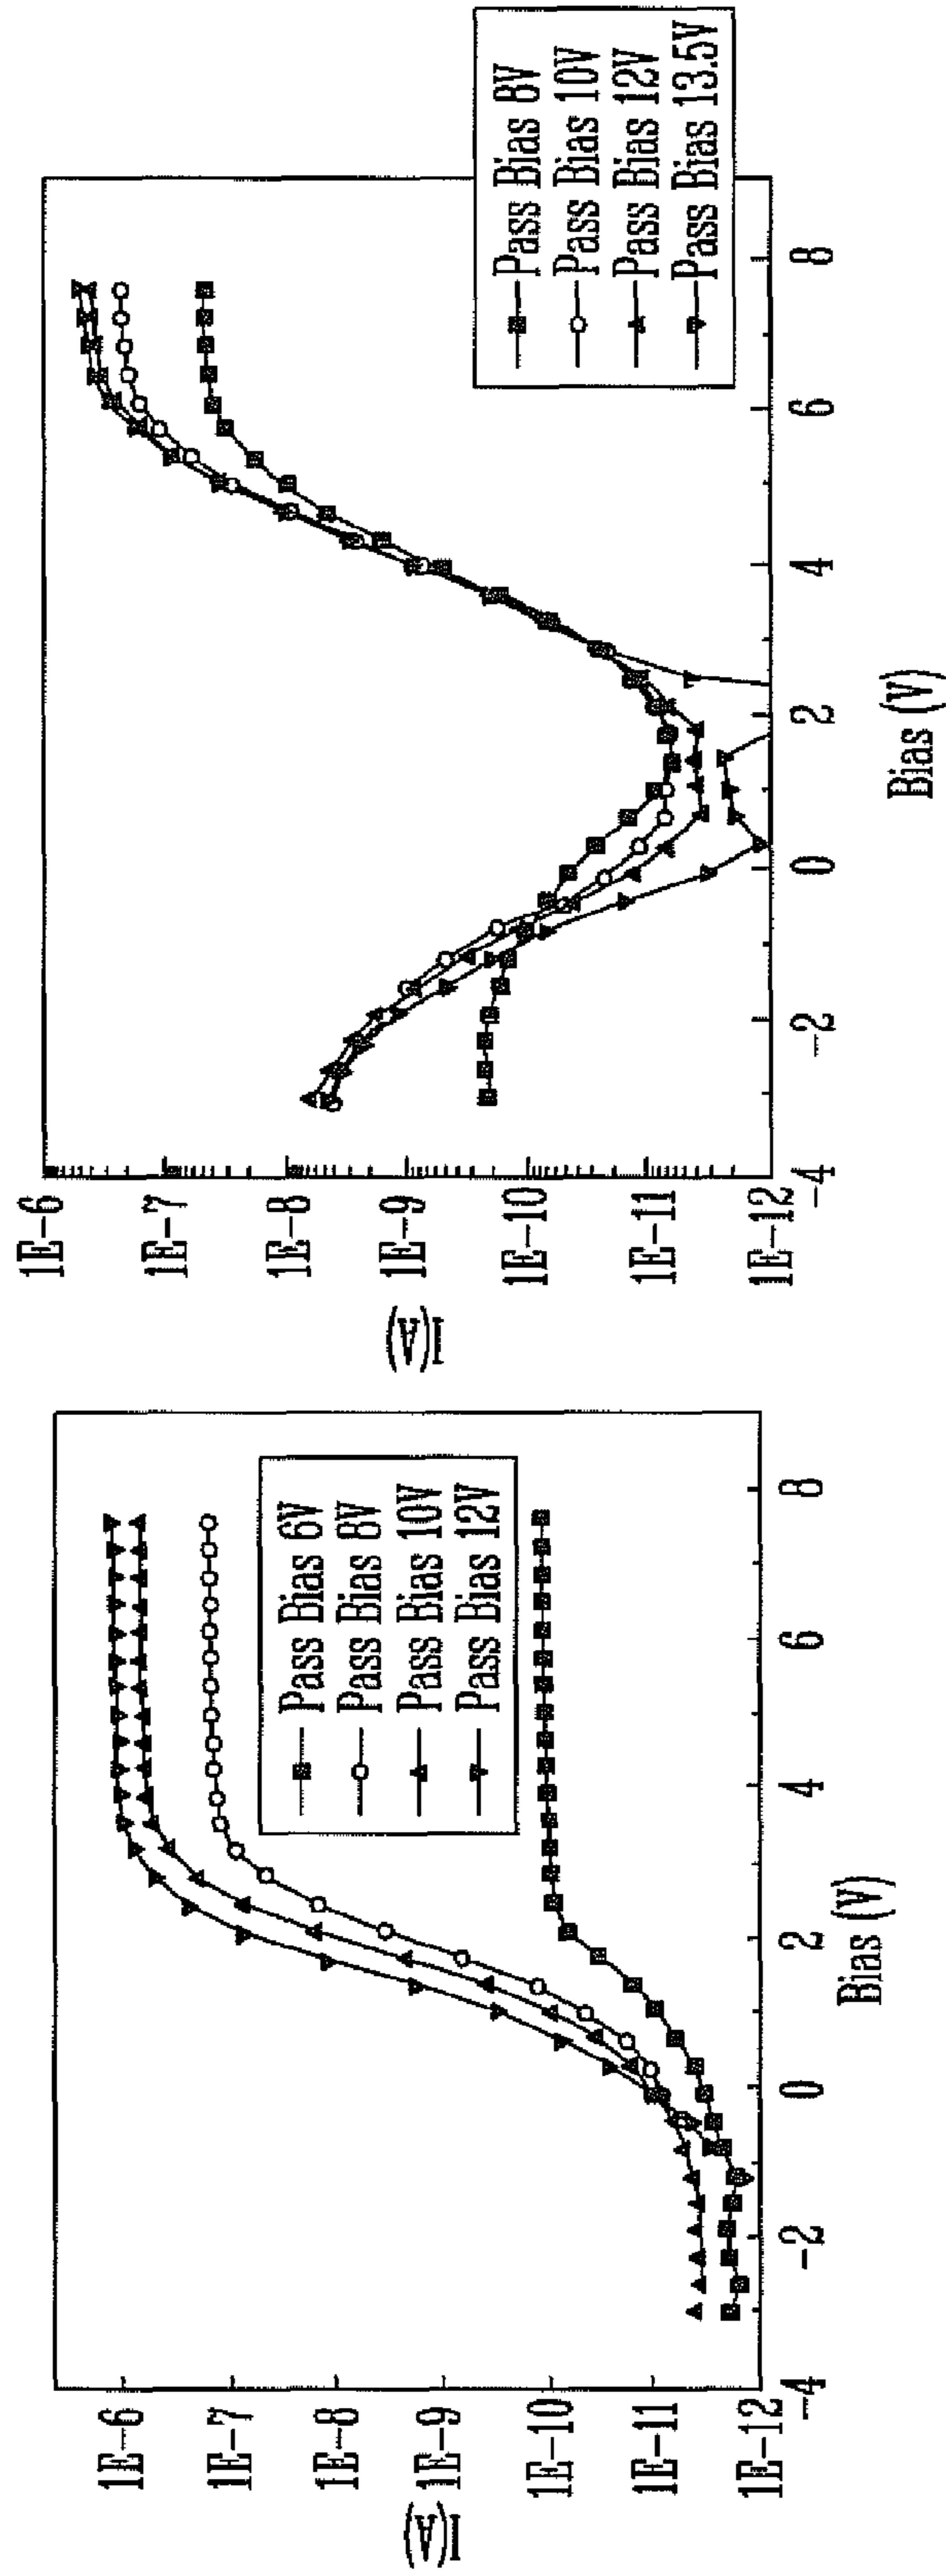 I(A)
1E-6
1E-7
1E-8
1E-9
1E-10
1E-11
1E-12
-4
-2
0
2
4
6
8
Bias (V)
Pass Bias 6V
Pass Bias 8V
Pass Bias 10V
Pass Bias 12V
I(A)
1E-6
1E-7
1E-8
1E-9
1E-10
1E-11
1E-12
-4
-2
0
2
4
6
8
Bias (V)
Pass Bias 8V
Pass Bias 10V
Pass Bias 12V
Pass Bias 13.5V